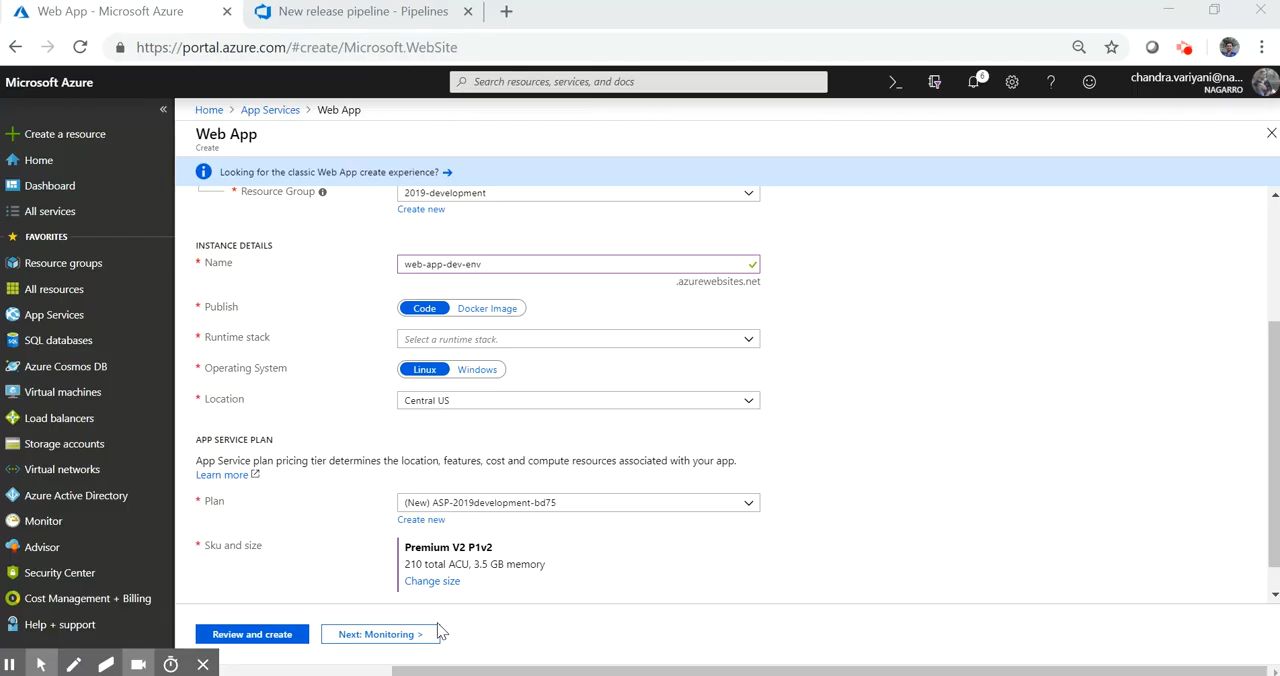 Web App - Microsoft Azure
New release pipeline - Pipelines
https://portal.azure.com/#create/Microsoft.WebSite
Microsoft Azure
Search resources, services, and docs
6
chandra.variyani@na...
NAGARRO
Create a resource
Home
Dashboard
All services
FAVORITES
Resource groups
All resources
App Services
SQL databases
Azure Cosmos DB
Virtual machines
Load balancers
Storage accounts
Virtual networks
Azure Active Directory
Monitor
Advisor
Security Center
Cost Management + Billing
Help + support
Home > App Services > Web App
Web App
Create
Looking for the classic Web App create experience?
* Resource Group
2019-development
Create new
INSTANCE DETAILS
* Name
web-app-dev-env
.azurewebsites.net
* Publish
Code Docker Image
* Runtime stack
Select a runtime stack.
* Operating System
Linux Windows
* Location
Central US
APP SERVICE PLAN
App Service plan pricing tier determines the location, features, cost and compute resources associated with your app.
Learn more
* Plan
(New) ASP-2019development-bd75
Create new
* Sku and size
Premium V2 P1v2
210 total ACU, 3.5 GB memory
Change size
Review and create
Next: Monitoring >